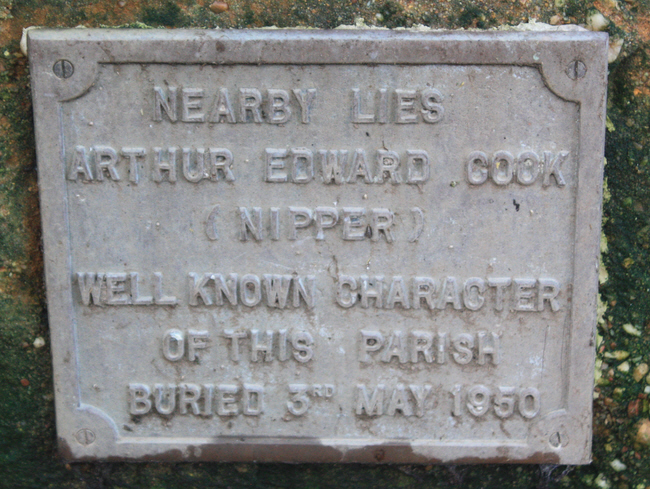 NEARBY LIES
ARTHUR EDWARD COOK
(NIPPER)
WELL KNOWN CHARACTER
OF THIS PARISH
BURIED 3RD MAY 1950